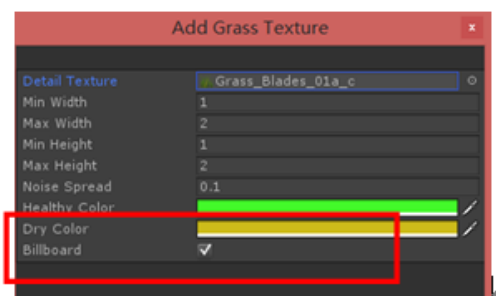 Add Grass Texture
x
Detail Texture Grass_Blades_01a_c
Min Width 1
Max Width 2
Min Height 1
Max Height 2
Noise Spread 0.1
Healthy Color
Dry Color
Billboard